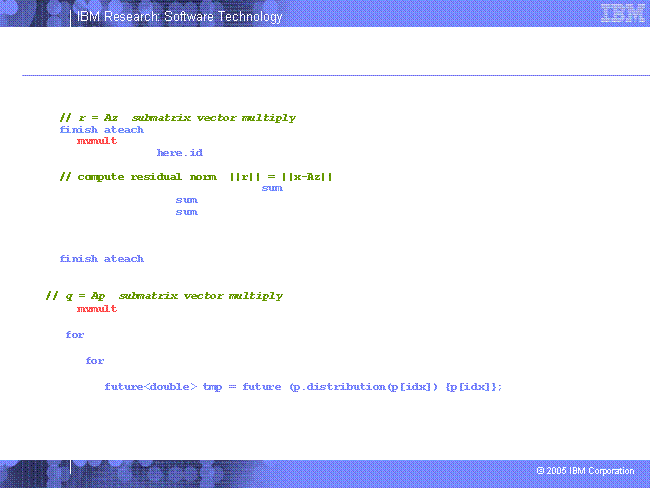 IBM Research: Software Technology
IBM
// r = Az submatrix vector multiply
finish ateach
mvmult
here.id
// compute residual norm ||r|| = ||x-Az||
sum
sum
sum
finish ateach
// q = Ap submatrix vector multiply
mvmult
for
for
future<double> tmp = future (p.distribution(p[idx]) {p[idx]};
© 2005 IBM Corporation